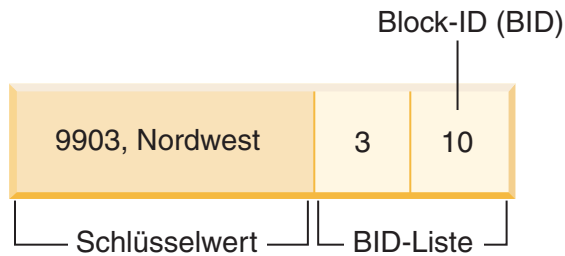 Block-ID (BID)
9903, Nordwest 3 10
Schlüsselwert BID-Liste